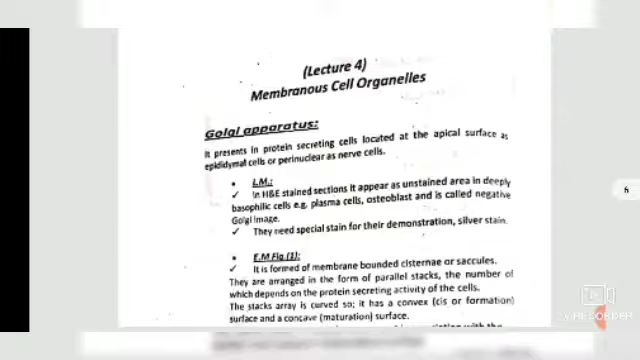 (Lecture 4)
Membranous Cell Organelles
Golgi apparatus:
It presents in protein secreting cells located at the apical surface as
epididymal cells or perinuclear as nerve cells.
• L.M.:
✓ In H&E stained sections it appear as unstained area in deeply
basophilic cells e.g. plasma cells, osteoblast and is called negative
Golgi image.
✓ They need special stain for their demonstration, silver stain.
• E.M Fig (1):
✓ It is formed of membrane bounded cisternae or saccules.
They are arranged in the form of parallel stacks, the number of
which depends on the protein secreting activity of the cells.
The stacks array is curved so; it has a convex (cis or formation)
surface and a concave (maturation) surface.
with the
6
RECORDER